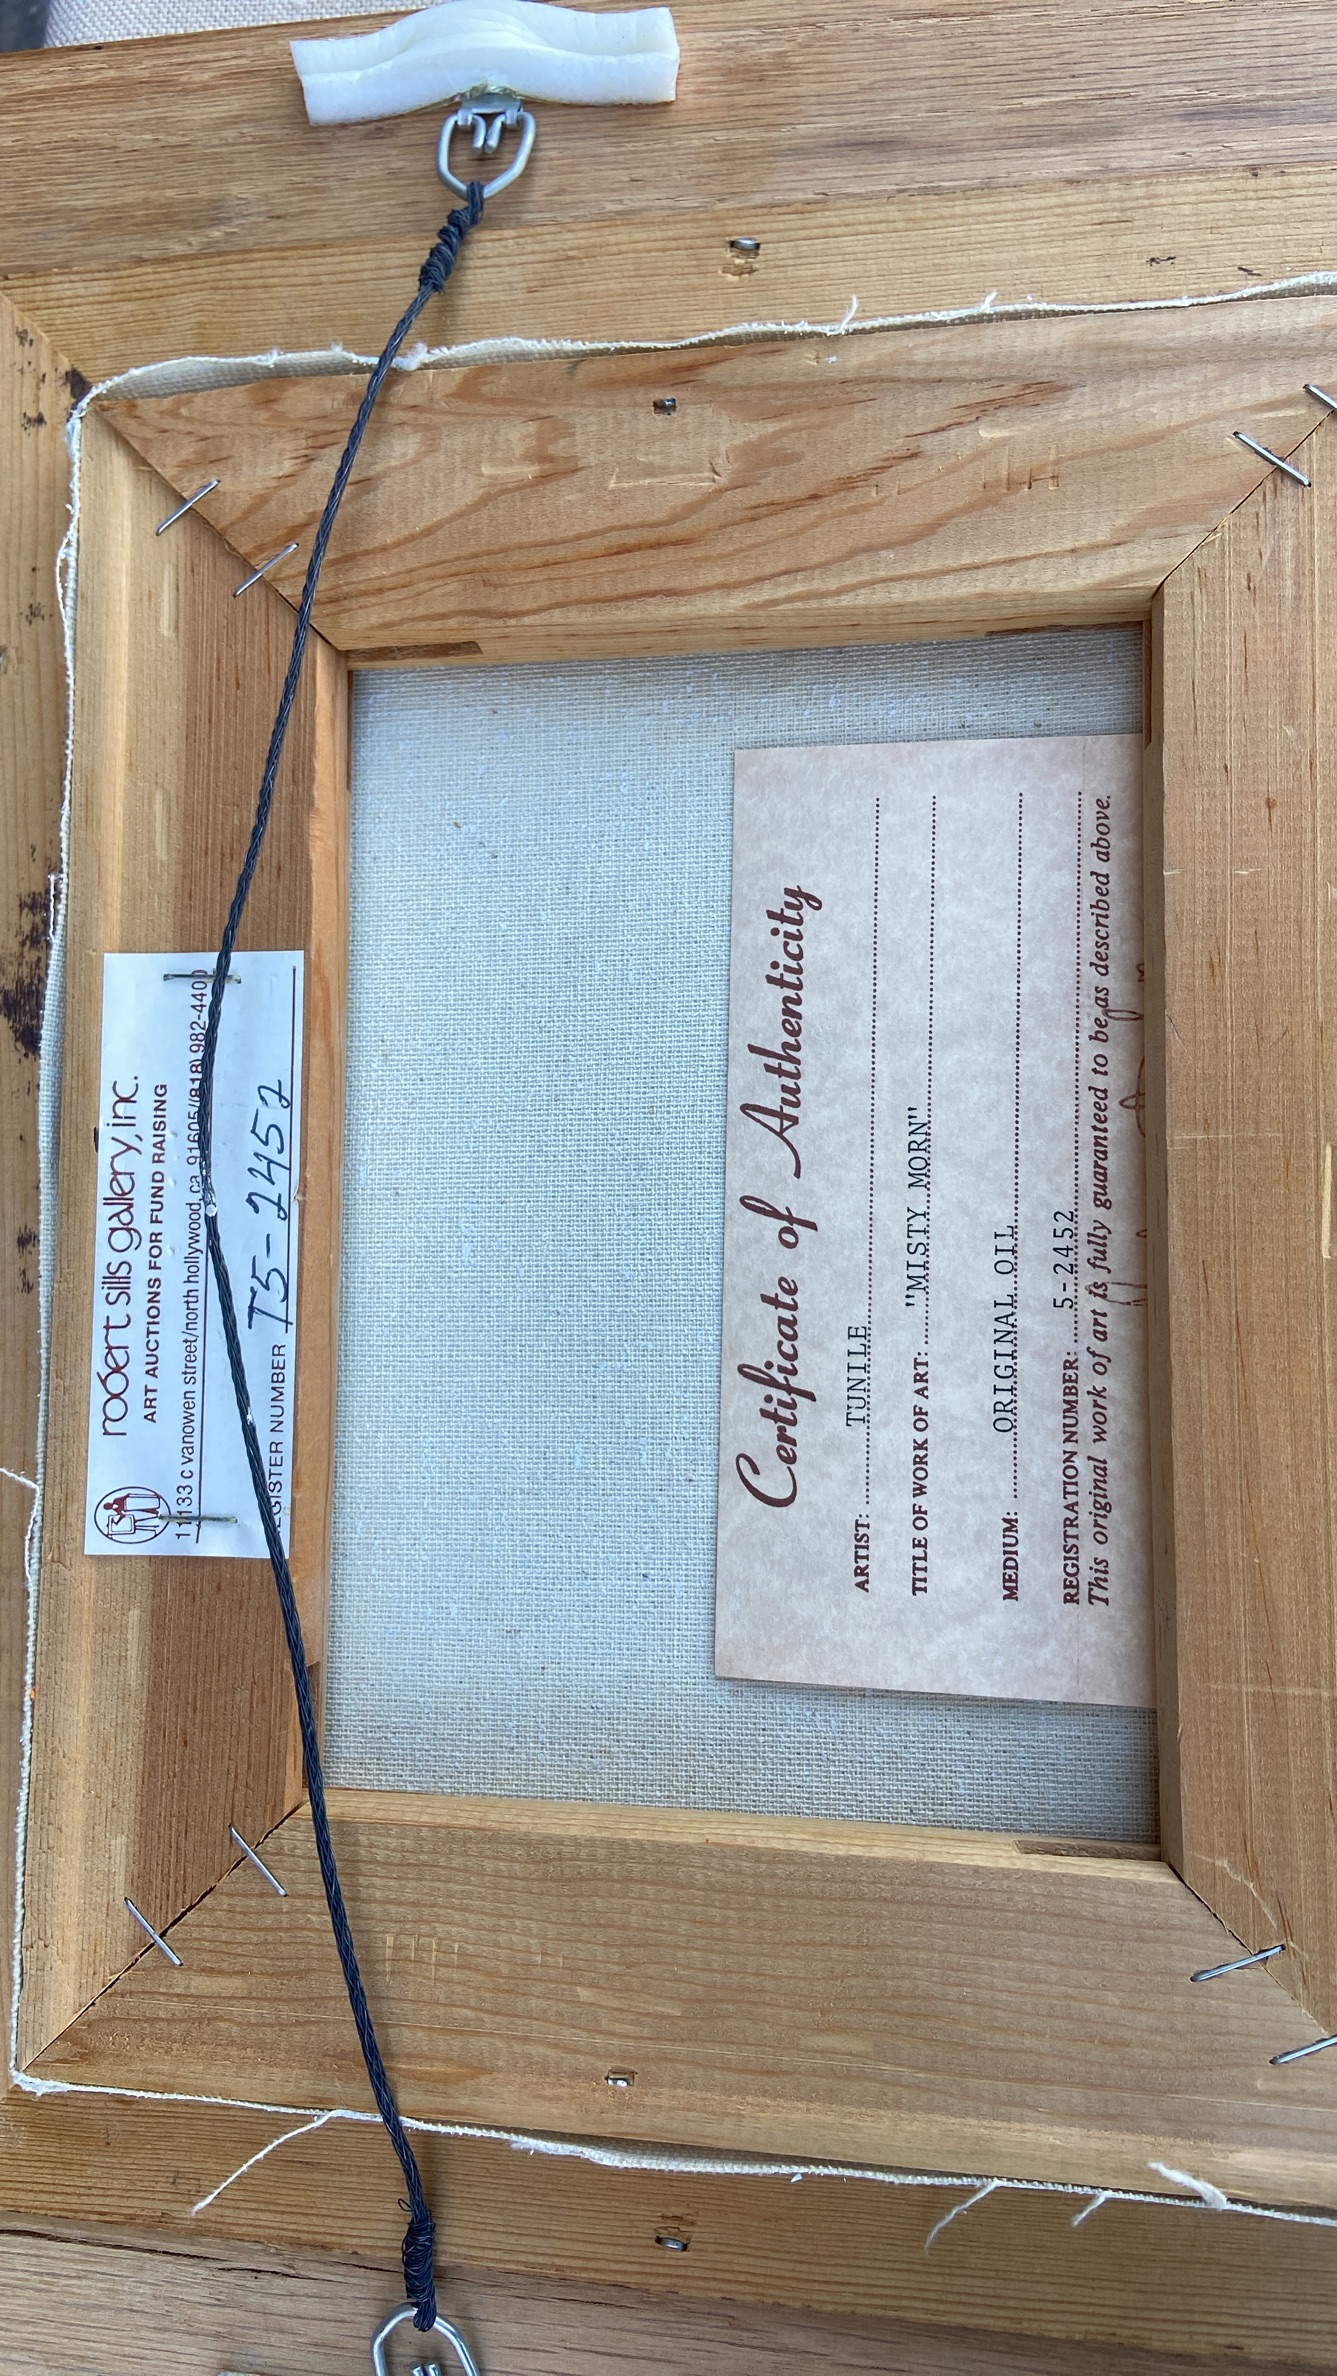 robert sills gallery, inc.
ART AUCTIONS FOR FUND RAISING
11133 c vanowen street/north hollywood, ca 91605/(818) 982-440
GISTER NUMBER T5-2452
Certificate of Authenticity
ARTIST: TUNILE
TITLE OF WORK OF ART: "MISTY MORN"
MEDIUM: ORIGINAL OIL
REGISTRATION NUMBER: 5-2452
This original work of art is fully guaranteed to be as described above.